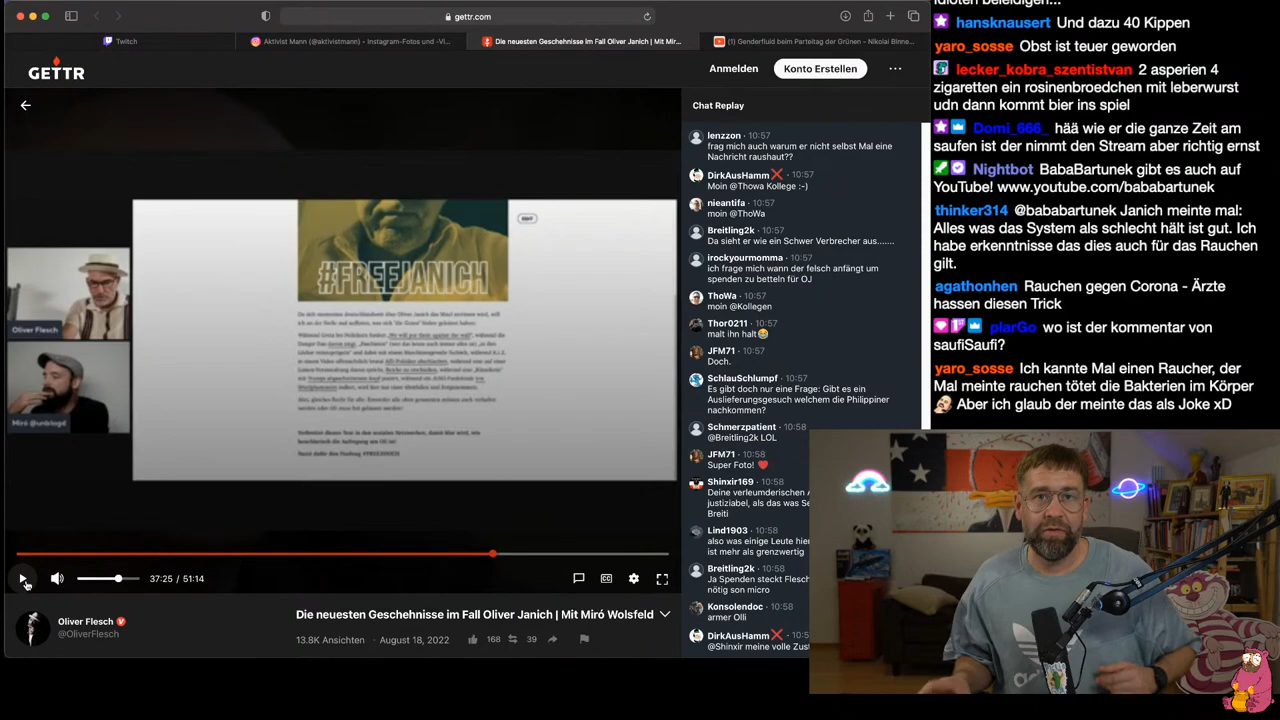 gettr.com
Twitch
Aktivist Mann (@aktivistmann) • Instagram-Fotos und -Vi...
Die neuesten Geschehnisse im Fall Oliver Janich | Mit Mir...
(1) Genderfluid beim Parteitag der Grünen - Nikolai Binne...
GETTR
Anmelden
Konto Erstellen
#FREEJANICH
Oliver Flesch
Miró @unblogd
37:25 / 51:14
Oliver Flesch
@OliverFlesch
Die neuesten Geschehnisse im Fall Oliver Janich | Mit Miró Wolsfeld
13.8K Ansichten • August 18, 2022
168
39
Chat Replay
lenzzon · 10:57
frag mich auch warum er nicht selbst Mal eine
Nachricht raushaut??
DirkAusHamm❌ · 10:57
Moin @Thowa Kollege :-)
nieantifa · 10:57
moin @ThoWa
Breitling2k · 10:57
Da sieht er wie ein Schwer Verbrecher aus.......
irockyourmomma · 10:57
ich frage mich wann der felsch anfängt um
spenden zu betteln für OJ
ThoWa · 10:57
moin @Kollegen
Thor0211 · 10:57
malt ihn halt😂
JFM71 · 10:57
Doch.
SchlauSchlumpf · 10:57
Es gibt doch nur eine Frage: Gibt es ein
Auslieferungsgesuch welchem die Philippiner
nachkommen?
Schmerzpatient · 10:58
@Breitling2k LOL
JFM71 · 10:58
Super Foto! ❤️
Shinxir169 · 10:58
Deine verleumderischen
justiziabel, als das was Se
Breiti
Lind1903 · 10:58
also was einige Leute hier
ist mehr als grenzwertig
Breitling2k · 10:58
Ja Spenden steckt Flesch
nötig son micro
Konsolendoc · 10:58
armer Olli
DirkAusHamm❌ · 10:5
@Shinxir meine volle Zust
Idioten beleidigen...
hansknausert Und dazu 40 Kippen
yaro_sosse Obst ist teuer geworden
lecker_kobra_szentistvan 2 asperien 4
zigaretten ein rosinenbroedchen mit leberwurst
udn dann kommt bier ins spiel
Domi_666_ hää wie er die ganze Zeit am
saufen ist der nimmt den Stream aber richtig ernst
Nightbot BabaBartunek gibt es auch auf
YouTube! www.youtube.com/bababartunek
thinker314 @bababartunek Janich meinte mal:
Alles was das System als schlecht hält ist gut. Ich
habe erkenntnisse das dies auch für das Rauchen
gilt.
agathonhen Rauchen gegen Corona - Ärzte
hassen diesen Trick
plarGo wo ist der kommentar von
saufiSaufi?
yaro_sosse Ich kannte Mal einen Raucher, der
Mal meinte rauchen tötet die Bakterien im Körper
Aber ich glaub der meinte das als Joke xD